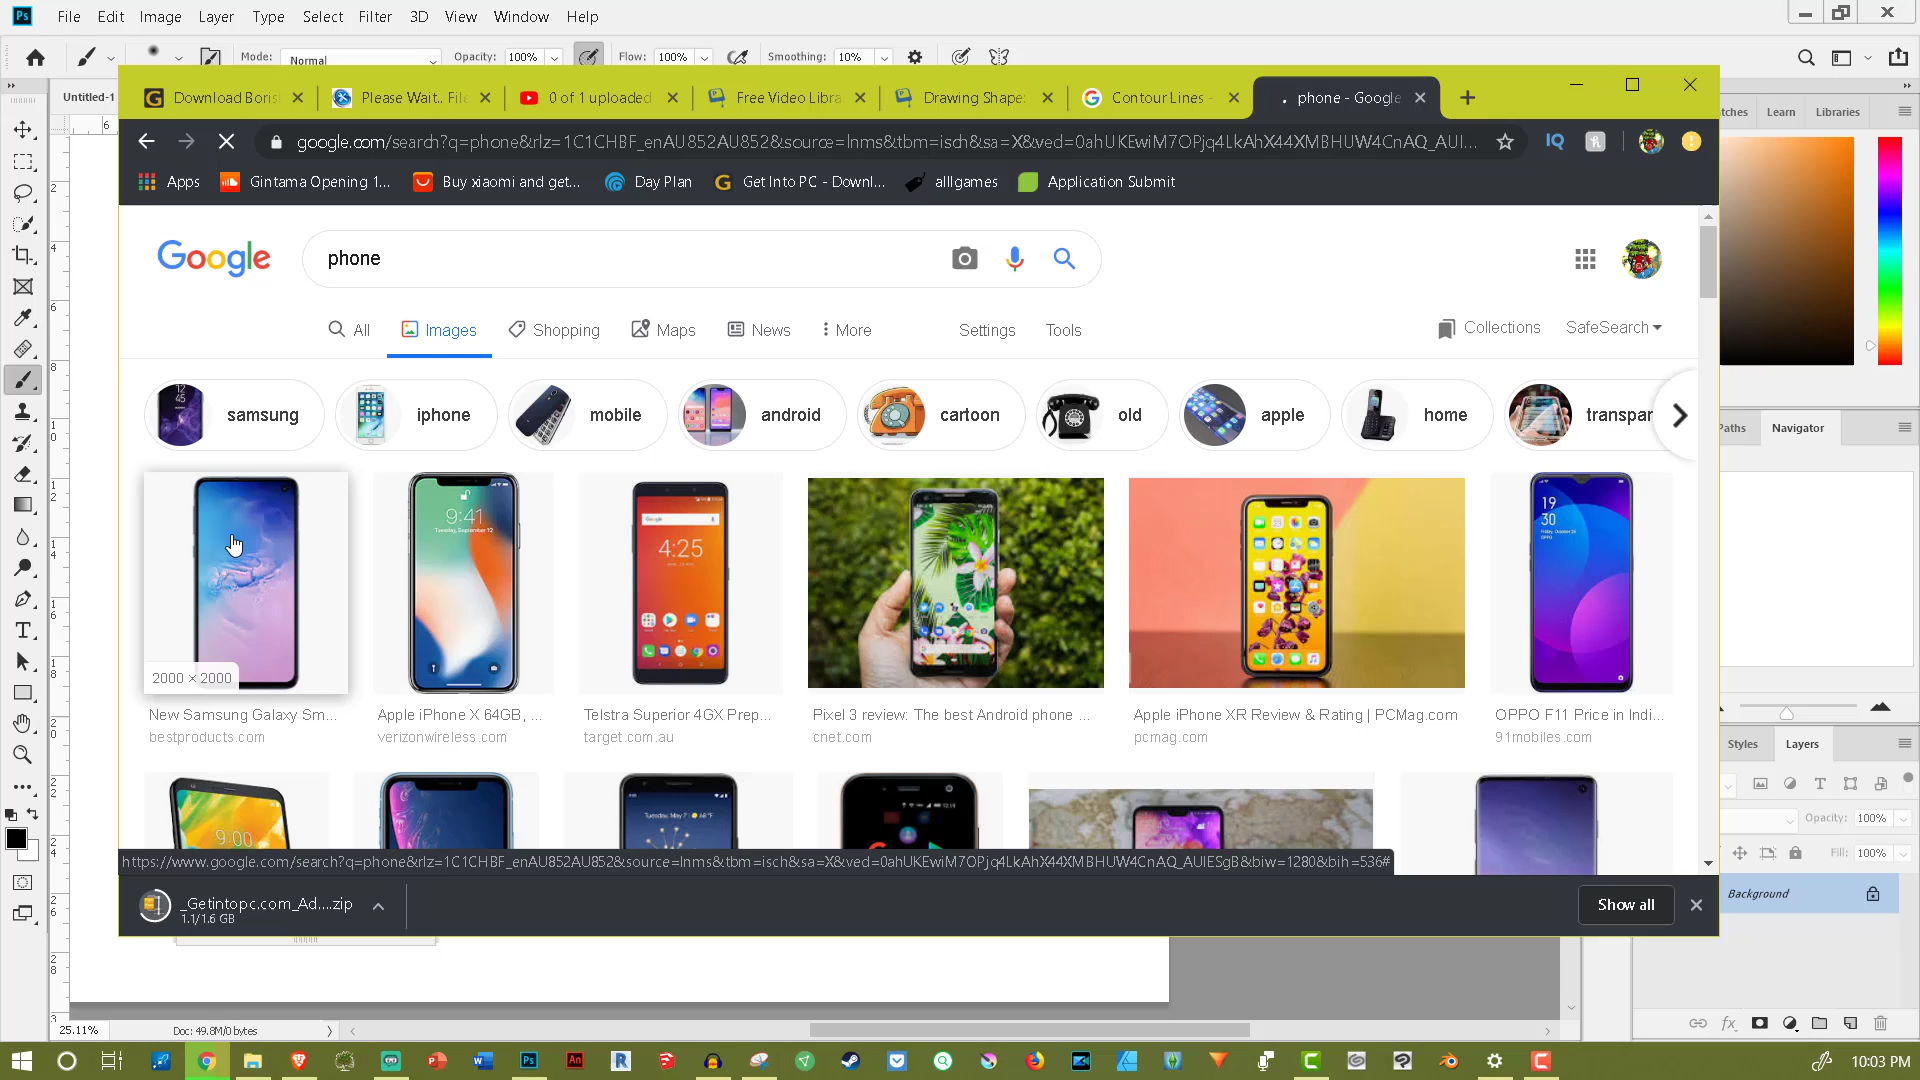 Ps File Edit Image Layer Type Select Filter 3D View Window Help
Mode: Normal Opacity: 100% Flow: 100% Smoothing: 10%
Untitled-1
Download Boris
Please Wait.. File
0 of 1 uploaded
Free Video Libra
Drawing Shape:
Contour Lines -
phone - Google
google.com/search?q=phone&rlz=1C1CHBF_enAU852AU852&source=lnms&tbm=isch&sa=X&ved=0ahUKEwiM7OPjq4LkAhX44XMBHUW4CnAQ_AUI...
Apps
Gintama Opening 1...
Buy xiaomi and get...
Day Plan
Get Into PC - Downl...
alllgames
Application Submit
tches Learn Libraries
Google
phone
All Images Shopping Maps News More Settings Tools
Collections SafeSearch
samsung iphone mobile android cartoon old apple home transpar
Paths Navigator
9:41
Tuesday, September 12
Google
4:25
19
30
2000 × 2000
New Samsung Galaxy Sm...
bestproducts.com
Apple iPhone X 64GB, ...
verizonwireless.com
Telstra Superior 4GX Prep...
target.com.au
Pixel 3 review: The best Android phone ...
cnet.com
Apple iPhone XR Review & Rating | PCMag.com
pcmag.com
OPPO F11 Price in Indi...
91mobiles.com
9:00
Styles Layers
Opacity: 100%
Fill: 100%
Background
https://www.google.com/search?q=phone&rlz=1C1CHBF_enAU852AU852&source=lnms&tbm=isch&sa=X&ved=0ahUKEwiM7OPjq4LkAhX44XMBHUW4CnAQ_AUIESgB&biw=1280&bih=536#
_Getintopc.com_Ad....zip
1.1/1.6 GB
Show all
25.11% Doc: 49.8M/0 bytes
10:03 PM